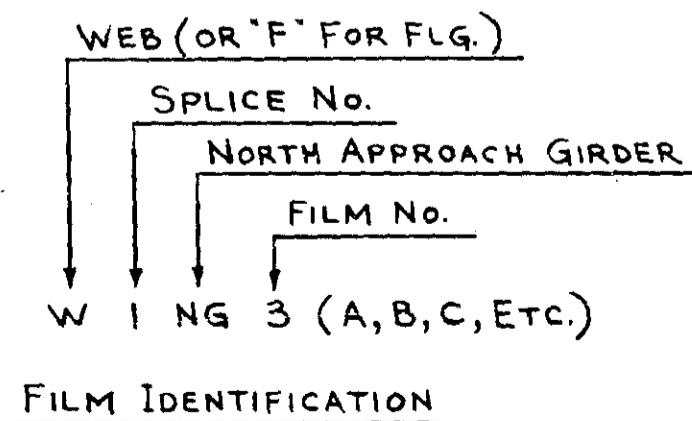 WEB (OR "F" FOR FLG.)
SPLICE NO.
NORTH APPROACH GIRDER
FILM NO.
W 1 NG 3 (A, B, C, ETC.)
FILM IDENTIFICATION